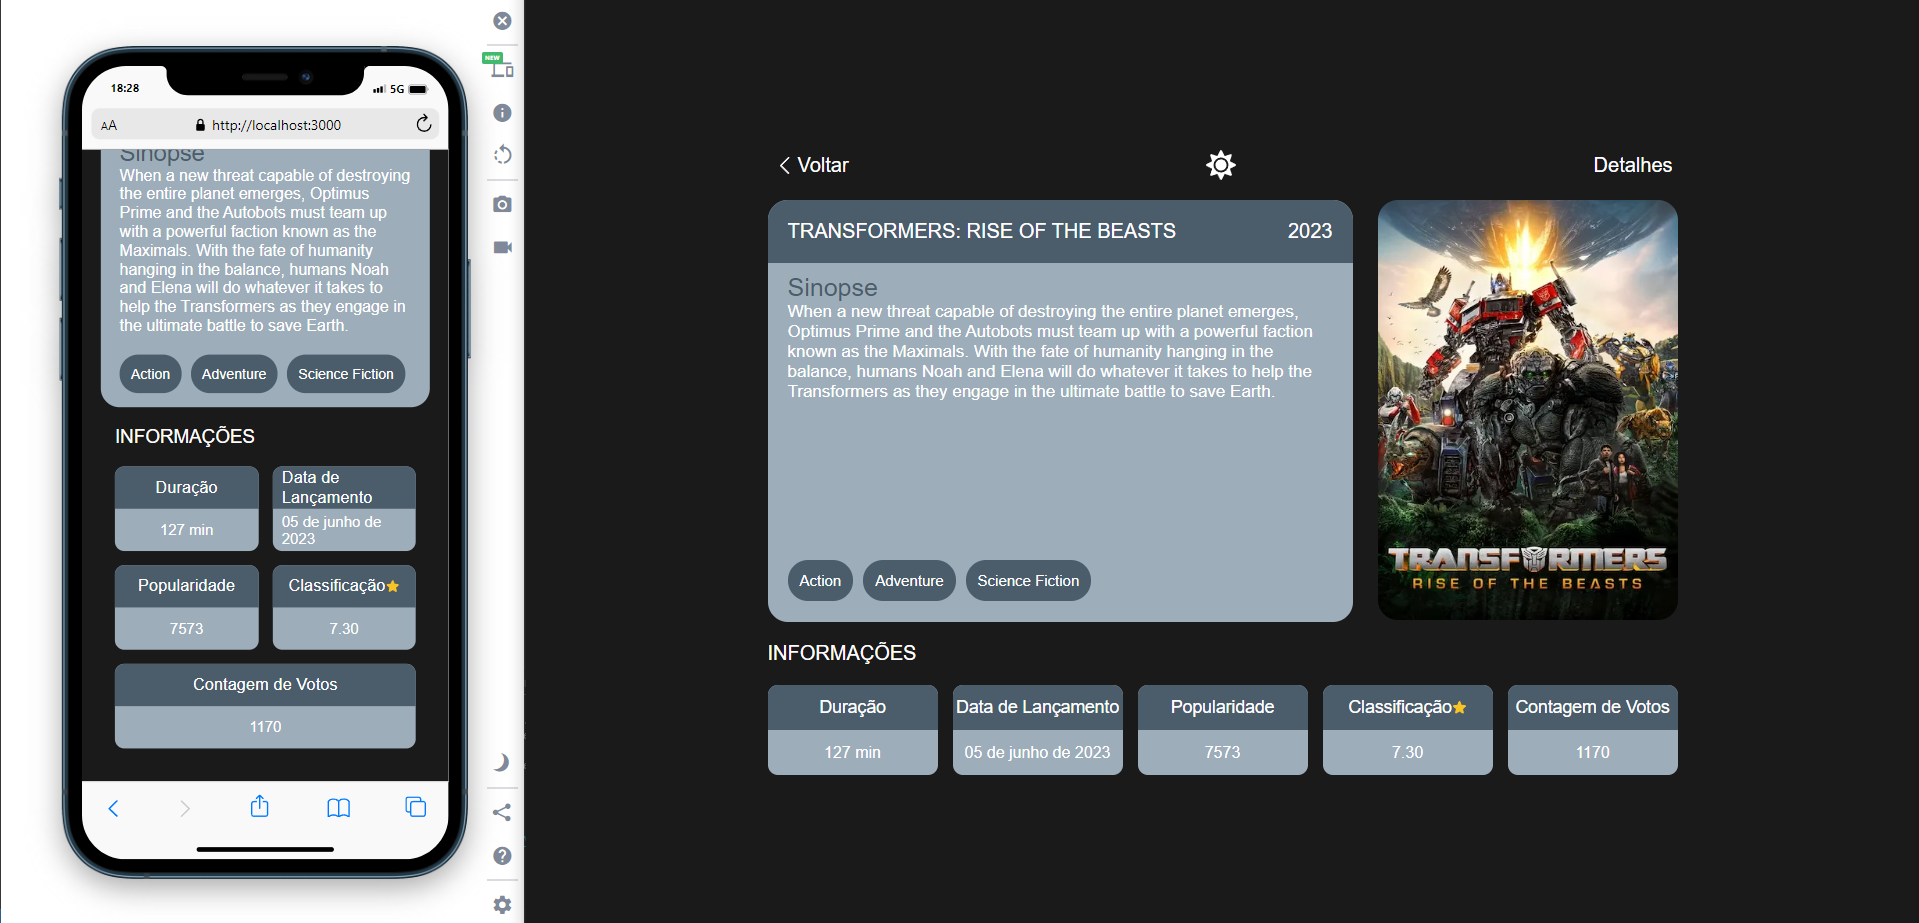 18:28
5G
AA
http://localhost:3000
Sinopse
When a new threat capable of destroying
the entire planet emerges, Optimus
Prime and the Autobots must team up
with a powerful faction known as the
Maximals. With the fate of humanity
hanging in the balance, humans Noah
and Elena will do whatever it takes to
help the Transformers as they engage in
the ultimate battle to save Earth.
Action
Adventure
Science Fiction
INFORMAÇÕES
Duração
127 min
Data de
Lançamento
05 de junho de
2023
Popularidade
7573
Classificação
7.30
Contagem de Votos
1170
NEW
Voltar
Detalhes
TRANSFORMERS: RISE OF THE BEASTS
2023
Sinopse
When a new threat capable of destroying the entire planet emerges,
Optimus Prime and the Autobots must team up with a powerful faction
known as the Maximals. With the fate of humanity hanging in the
balance, humans Noah and Elena will do whatever it takes to help the
Transformers as they engage in the ultimate battle to save Earth.
Action
Adventure
Science Fiction
TRANSFORMERS
RISE OF THE BEASTS
INFORMAÇÕES
Duração
127 min
Data de Lançamento
05 de junho de 2023
Popularidade
7573
Classificação
7.30
Contagem de Votos
1170